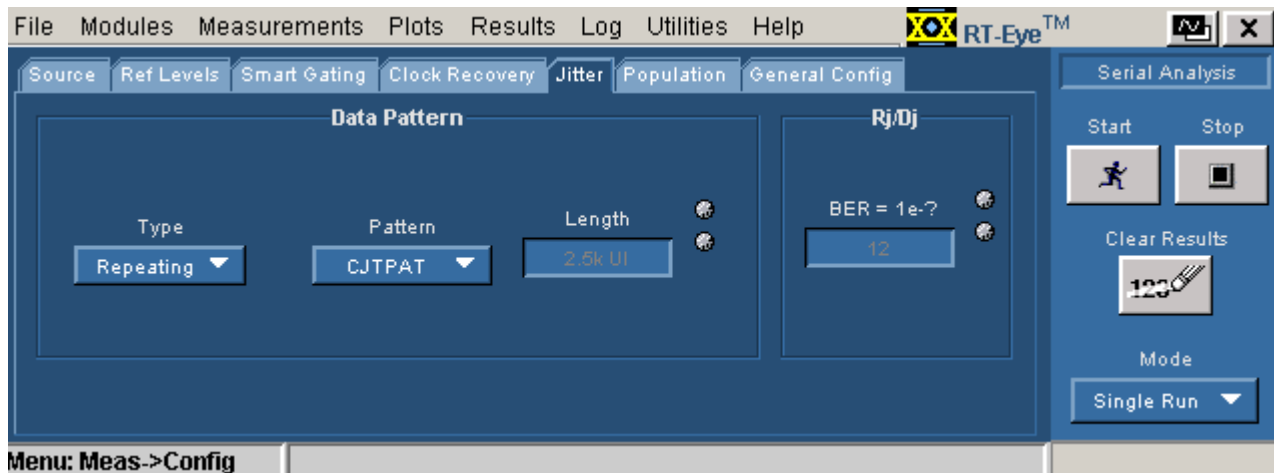 File Modules Measurements Plots Results Log Utilities Help RT-Eye™
Source Ref Levels Smart Gating Clock Recovery Jitter Population General Config
Serial Analysis
Data Pattern
Rj/Dj
Start Stop
Type Pattern Length
BER = 1e-?
Repeating CJTPAT 2.5k UI
12
Clear Results
123
Mode
Single Run
Menu: Meas->Config